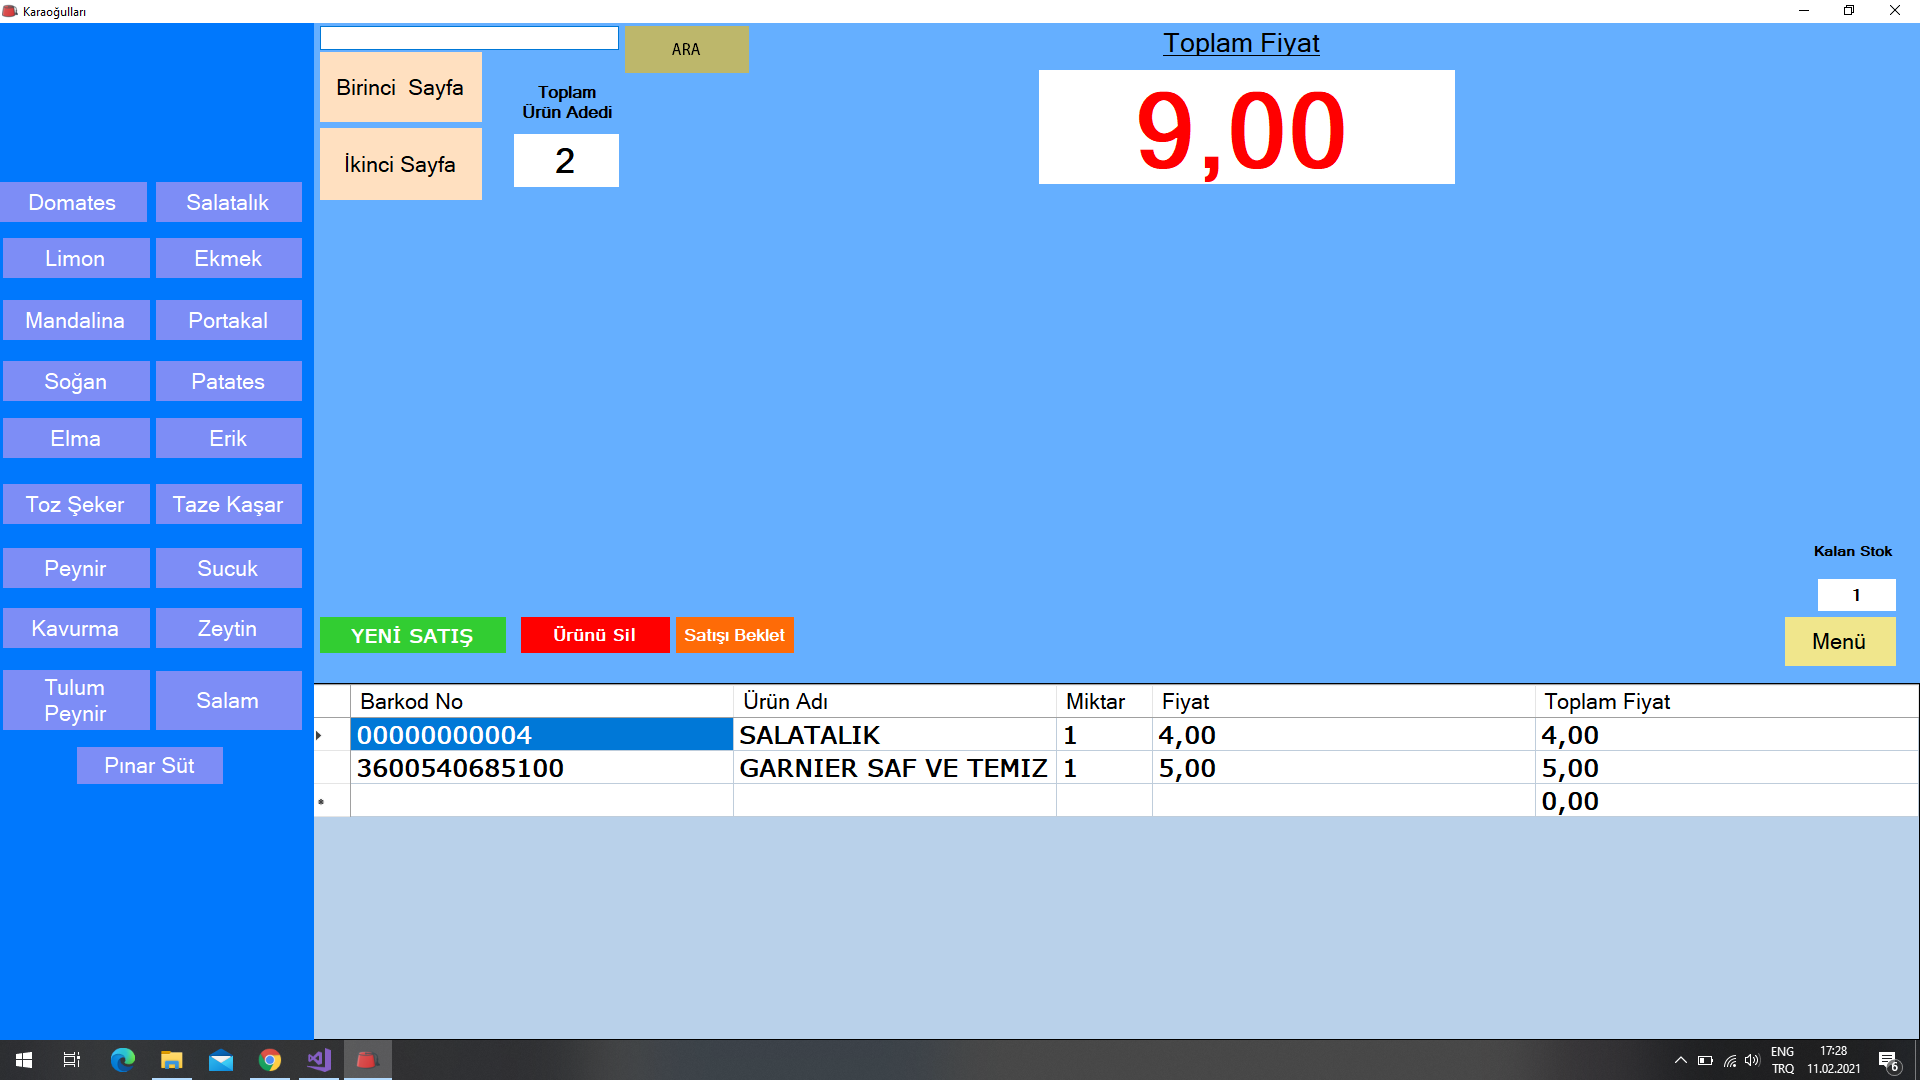 Karaoğulları
ARA
Toplam Fiyat
9,00
Birinci Sayfa
İkinci Sayfa
Toplam
Ürün Adedi
2
Domates Salatalık
Limon Ekmek
Mandalina Portakal
Soğan Patates
Elma Erik
Toz Şeker Taze Kaşar
Peynir Sucuk
Kavurma Zeytin
Tulum
Peynir
Salam
Pınar Süt
Kalan Stok
1
YENİ SATIŞ Ürünü Sil Satışı Beklet Menü
Barkod No Ürün Adı Miktar Fiyat Toplam Fiyat
00000000004 SALATALIK 1 4,00 4,00
3600540685100 GARNIER SAF VE TEMIZ 1 5,00 5,00
0,00
ENG
TRQ
17:28
11.02.2021
6